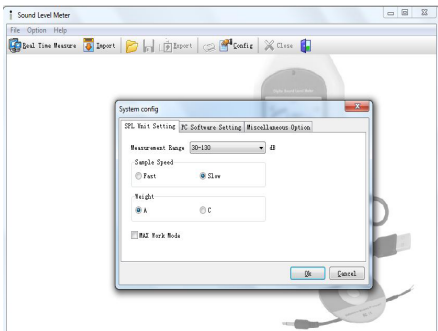 Sound Level Meter
File Option Help
Real Time Measure Import Export Config Close
System config
SPL Unit Setting PC Software Setting Miscellaneous Option
Measurement Range 30-130 dB
Sample Speed
Fast Slow
Weight
A C
MAX Work Mode
Ok Cancel